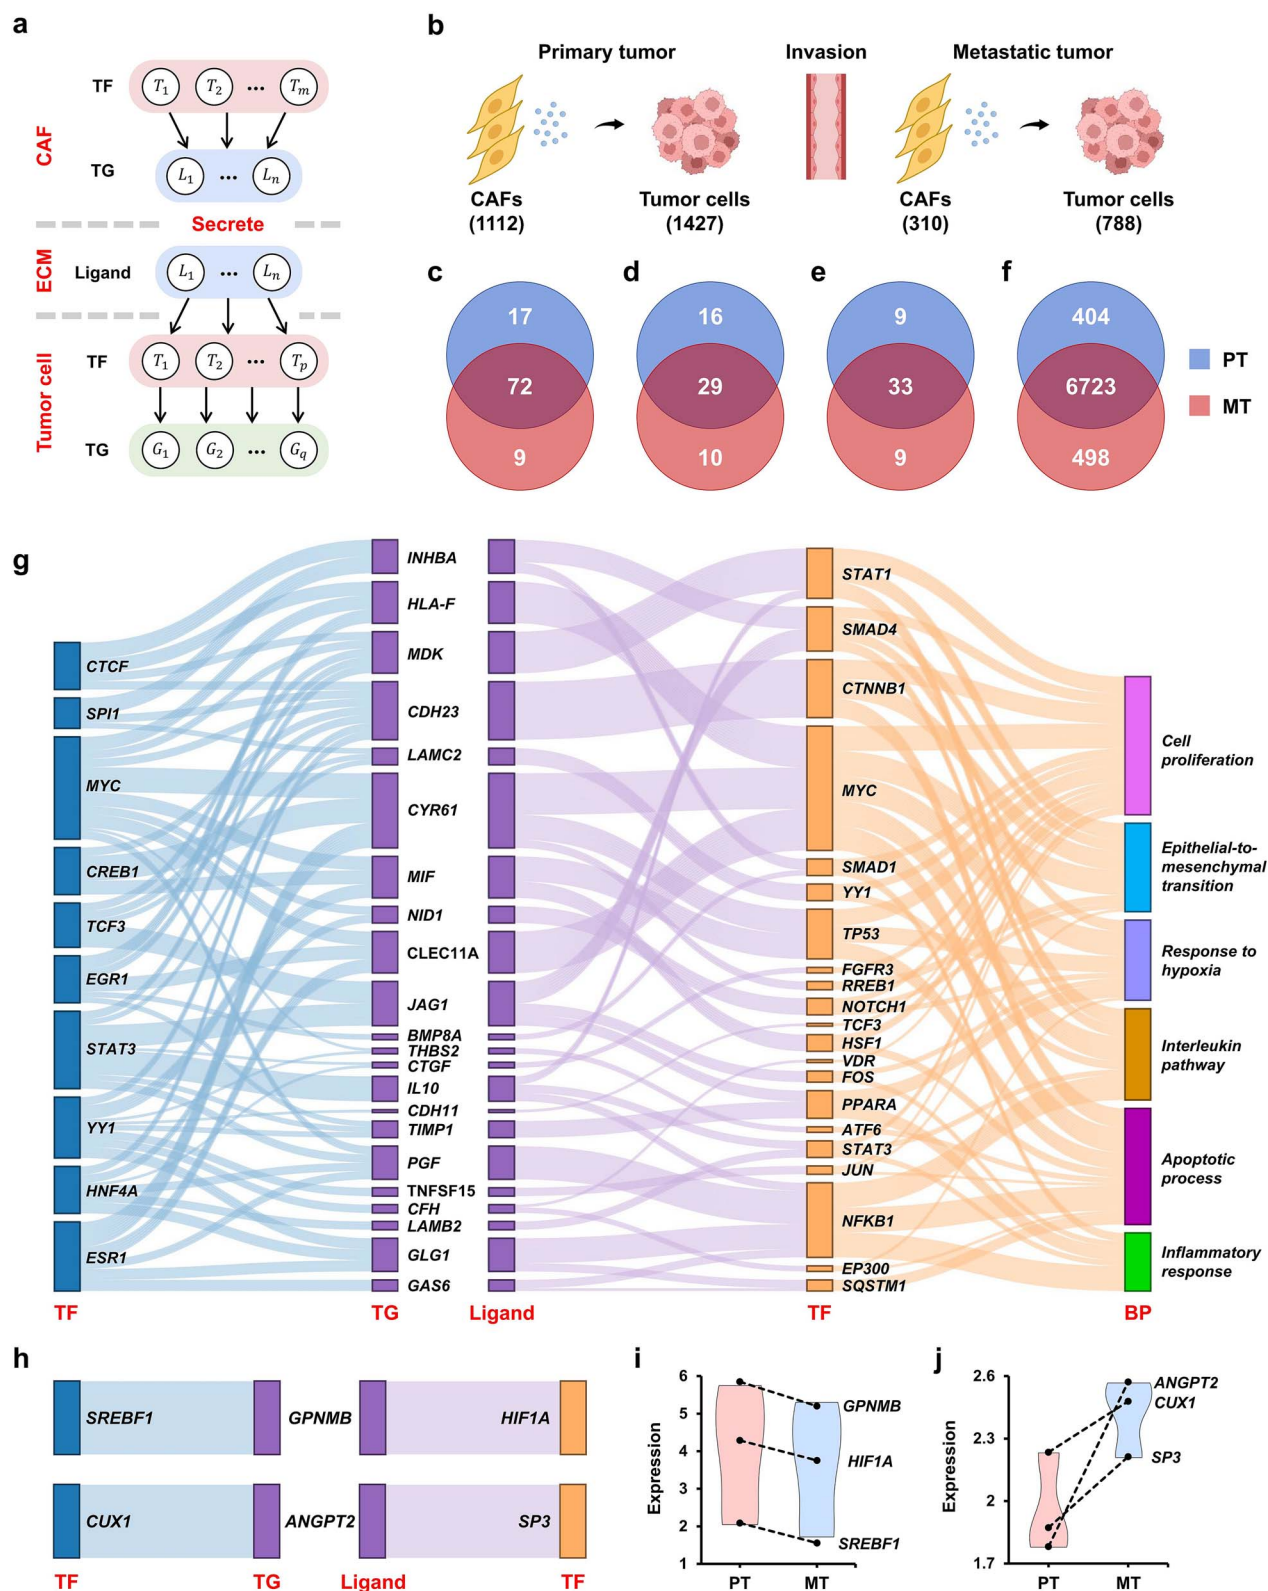 a
TF
T1 T2 ... Tm
CAF
TG
L1 ... Ln
Secrete
ECM
Ligand
L1 ... Ln
Tumor cell
TF
T1 T2 ... Tp
TG
G1 G2 ... Gq
b
Primary tumor
Invasion
Metastatic tumor
CAFs
(1112)
Tumor cells
(1427)
CAFs
(310)
Tumor cells
(788)
c
17
72
9
d
16
29
10
e
9
33
9
f
404
6723
498
PT
MT
g
CTCF
SPI1
MYC
CREB1
TCF3
EGR1
STAT3
YY1
HNF4A
ESR1
TF
INHBA
HLA-F
MDK
CDH23
LAMC2
CYR61
MIF
NID1
CLEC11A
JAG1
BMP8A
THBS2
CTGF
IL10
CDH11
TIMP1
PGF
TNFSF15
CFH
LAMB2
GLG1
GAS6
TG
Ligand
STAT1
SMAD4
CTNNB1
MYC
SMAD1
YY1
TP53
FGFR3
RREB1
NOTCH1
TCF3
HSF1
VDR
FOS
PPARA
ATF6
STAT3
JUN
NFKB1
EP300
SQSTM1
TF
Cell
proliferation
Epithelial-to-
mesenchymal
transition
Response to
hypoxia
Interleukin
pathway
Apoptotic
process
Inflammatory
response
BP
h
SREBF1
GPNMB
HIF1A
CUX1
ANGPT2
SP3
TF
TG
Ligand
TF
i
Expression
6
5
4
3
2
1
GPNMB
HIF1A
SREBF1
PT
MT
j
Expression
2.6
2.3
2
1.7
ANGPT2
CUX1
SP3
PT
MT